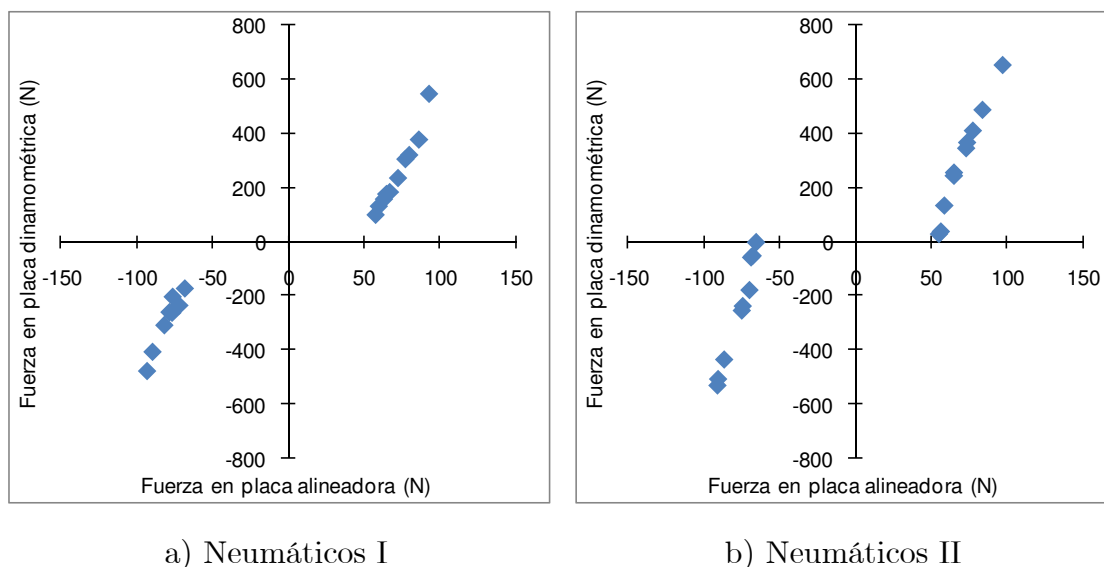 800
600
400
200
0
-200
-400
-600
-800
-150 -100 -50 0 50 100 150
Fuerza en placa dinamométrica (N)
Fuerza en placa alineadora (N)
a) Neumáticos I
800
600
400
200
0
-200
-400
-600
-800
-150 -100 -50 0 50 100 150
Fuerza en placa dinamométrica (N)
Fuerza en placa alineadora (N)
b) Neumáticos II